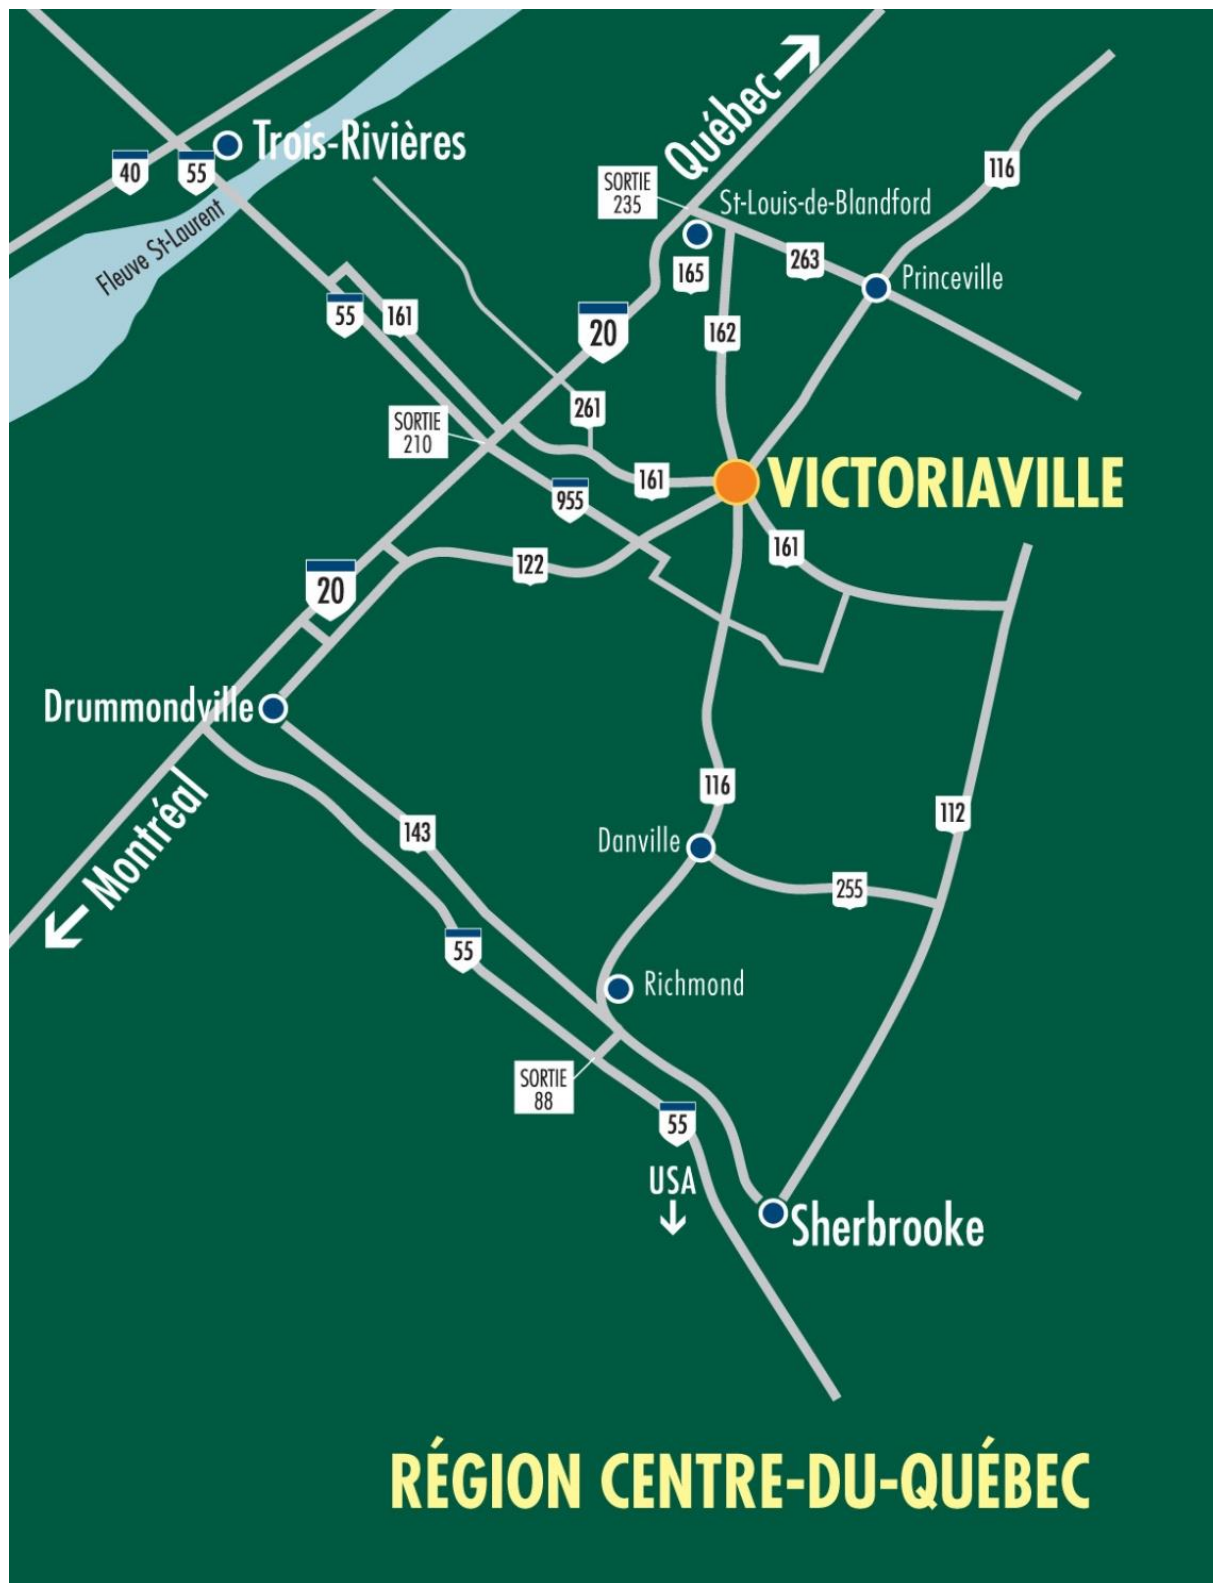 Québec
116
Trois-Rivières
40
55
SORTIE
235
St-Louis-de-Blandford
Fleuve St-Laurent
165
263
Princeville
55
161
20
162
261
SORTIE
210
161
VICTORIAVILLE
955
161
122
20
Drummondville
Montréal
116
112
143
Danville
255
55
Richmond
SORTIE
88
55
USA
Sherbrooke
RÉGION CENTRE-DU-QUÉBEC